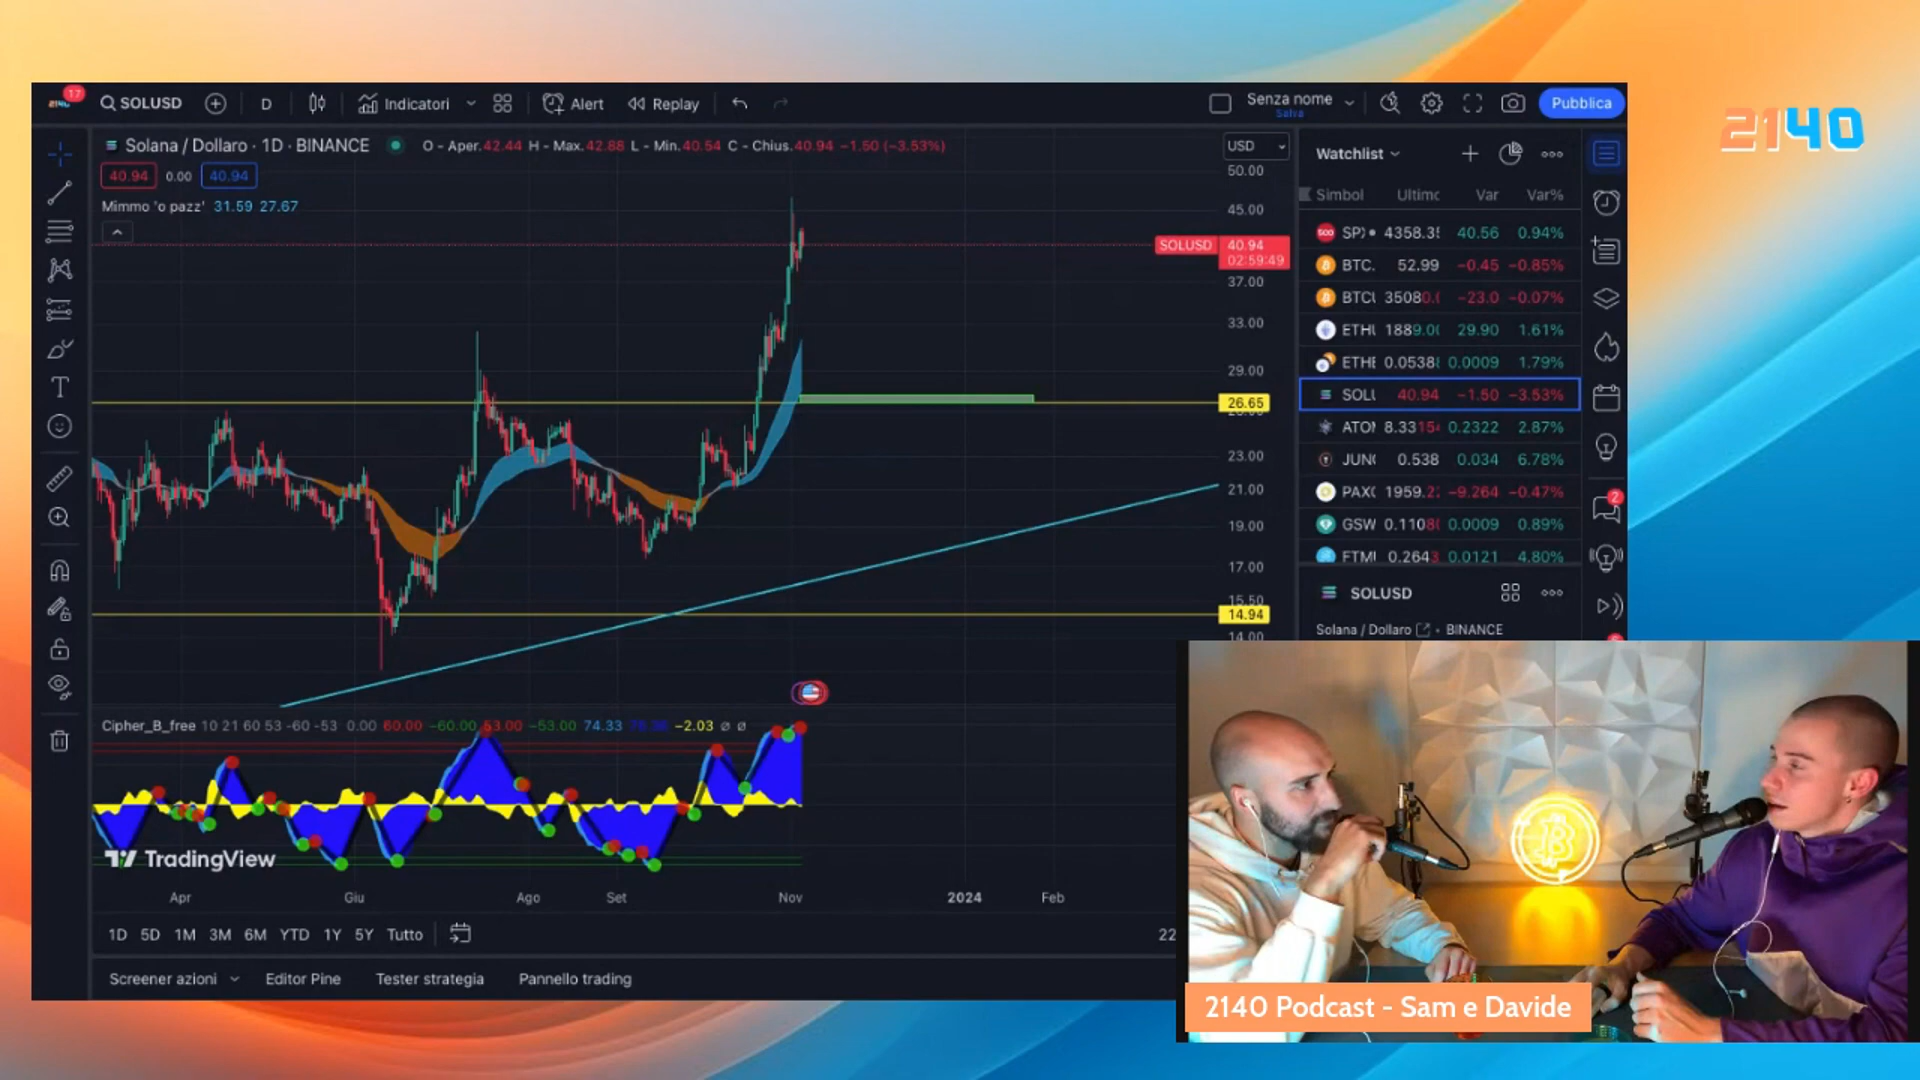 2140
17
SOLUSD
D
Indicatori
Alert
Replay
Senza nome
Salva
Pubblica
2140
Solana / Dollaro · 1D · BINANCE
O - Aper.42.44 H - Max.42.88 L - Min.40.54 C - Chius.40.94 −1.50 (−3.53%)
40.94 0.00 40.94
Mimmo 'o pazz' 31.59 27.67
USD
50.00
45.00
SOLUSD 40.94
02:59:49
37.00
33.00
29.00
26.65
23.00
21.00
19.00
17.00
15.50
14.94
14.00
Watchlist
Simbol Ultimo Var Var%
500 SP 4358.3 40.56 0.94%
BTC. 52.99 −0.45 −0.85%
BTC 3508 −23.0 −0.07%
ETH 1889.0 29.90 1.61%
ETH 0.0538 0.0009 1.79%
SOL 40.94 −1.50 −3.53%
ATO 8.3315 0.2322 2.87%
JUN 0.538 0.034 6.78%
PAX 1959.2 −9.264 −0.47%
GSW 0.1108 0.0009 0.89%
FTM 0.2643 0.0121 4.80%
2
SOLUSD
Solana / Dollaro • BINANCE
Cipher_B_free 10 21 60 53 -60 -53 0.00 60.00 −60.00 53.00 −53.00 74.33 −2.03 ∅ ∅
TradingView
Apr Giu Ago Set Nov 2024 Feb
1D 5D 1M 3M 6M YTD 1Y 5Y Tutto
22
Screener azioni Editor Pine Tester strategia Pannello trading
2140 Podcast - Sam e Davide